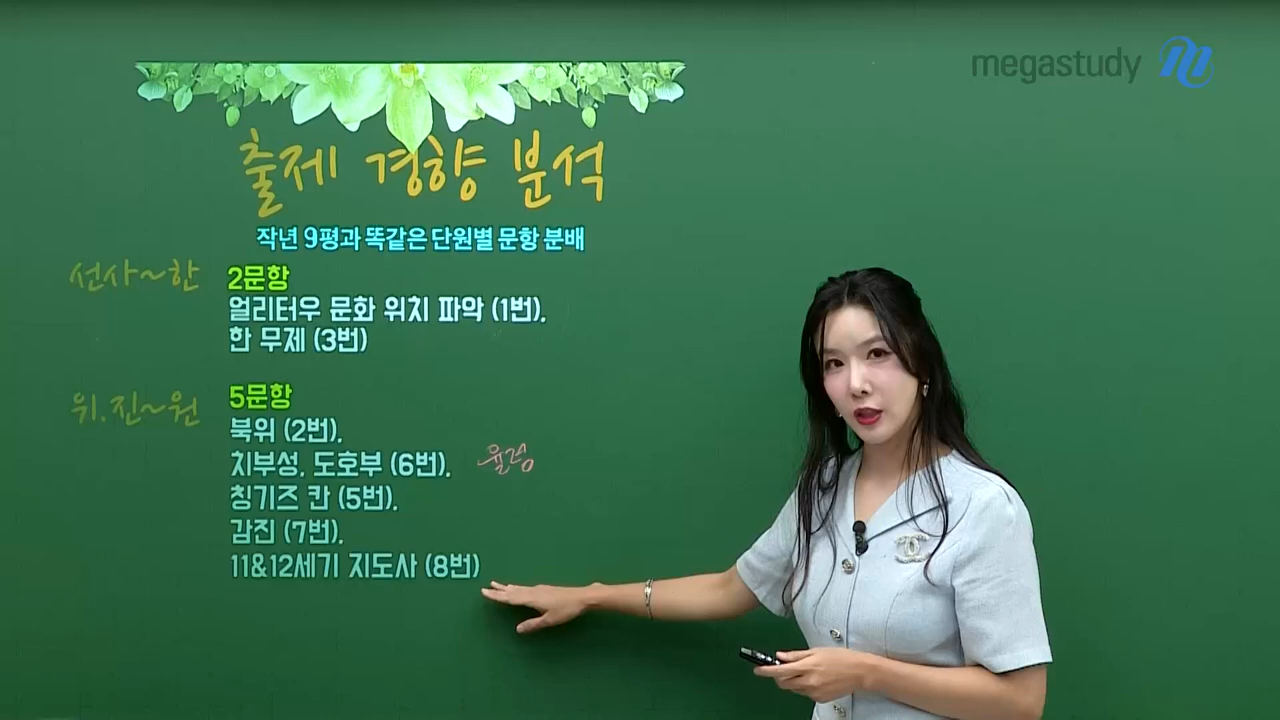 megastudy
출제 경향 분석
작년 9평과 똑같은 단원별 문항 분배
선사~한
2문항
얼리터우 문화 위치 파악 (1번),
한 무제 (3번)
위.진~원
5문항
북위 (2번),
치부성, 도호부 (6번),
율령
칭기즈 칸 (5번),
감진 (7번),
11&12세기 지도사 (8번)